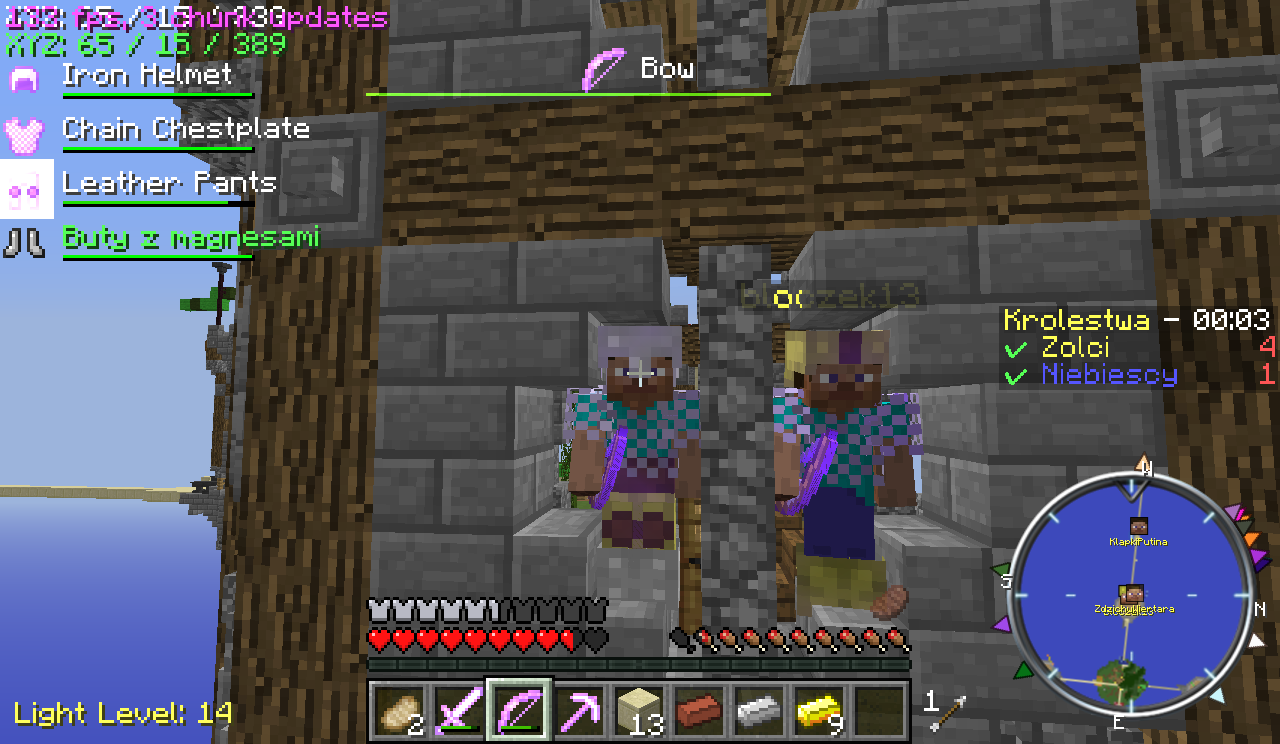 XYZ: 65 / 15 / 389
Iron Helmet
Bow
Chain Chestplate
Leather Pants
Buty z magnesami
Krolestwa - 00:03
Zolci 4
Niebiescy 1
N
KlapkiPutina
S
N
E
2
13
9
1
Light Level: 14